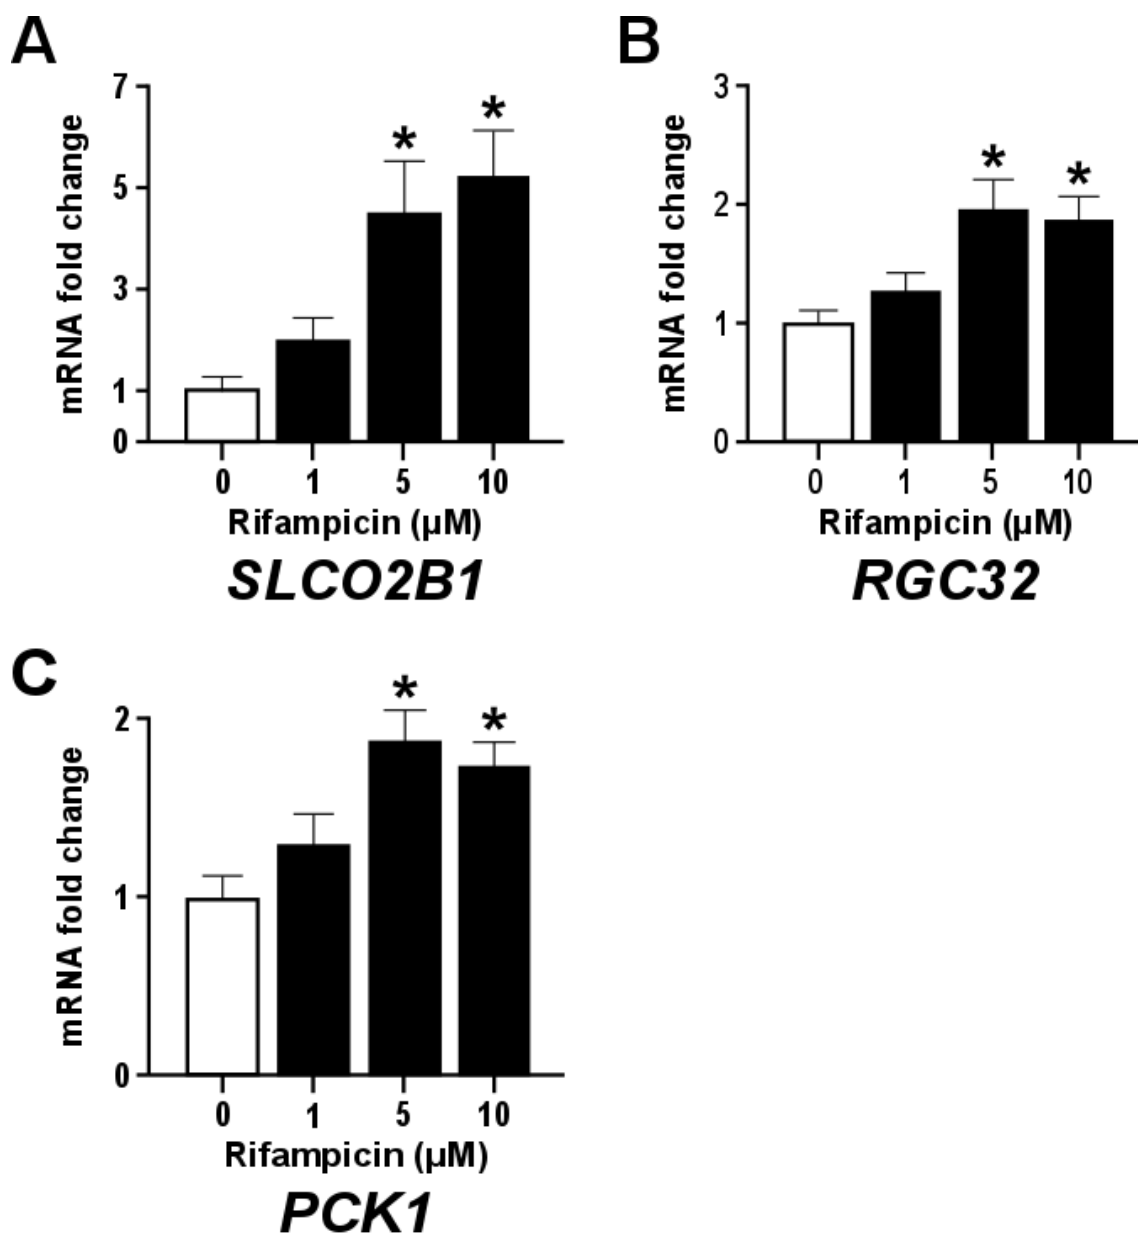 A
mRNA fold change
7
5
3
1
0
* *
0 1 5 10
Rifampicin (µM)
SLCO2B1
B
mRNA fold change
3
2
1
0
* *
0 1 5 10
Rifampicin (µM)
RGC32
C
mRNA fold change
2
1
0
* *
0 1 5 10
Rifampicin (µM)
PCK1